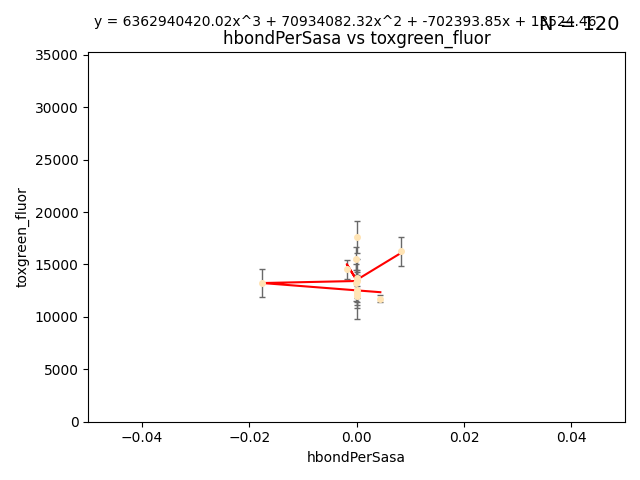 y = 6362940420.02x^3 + 70934082.32x^2 + -702393.85x + 13524.46
N = 120
hbondPerSasa vs toxgreen_fluor
35000
30000
25000
20000
15000
10000
5000
0
toxgreen_fluor
−0.04
−0.02
0.00
0.02
0.04
hbondPerSasa